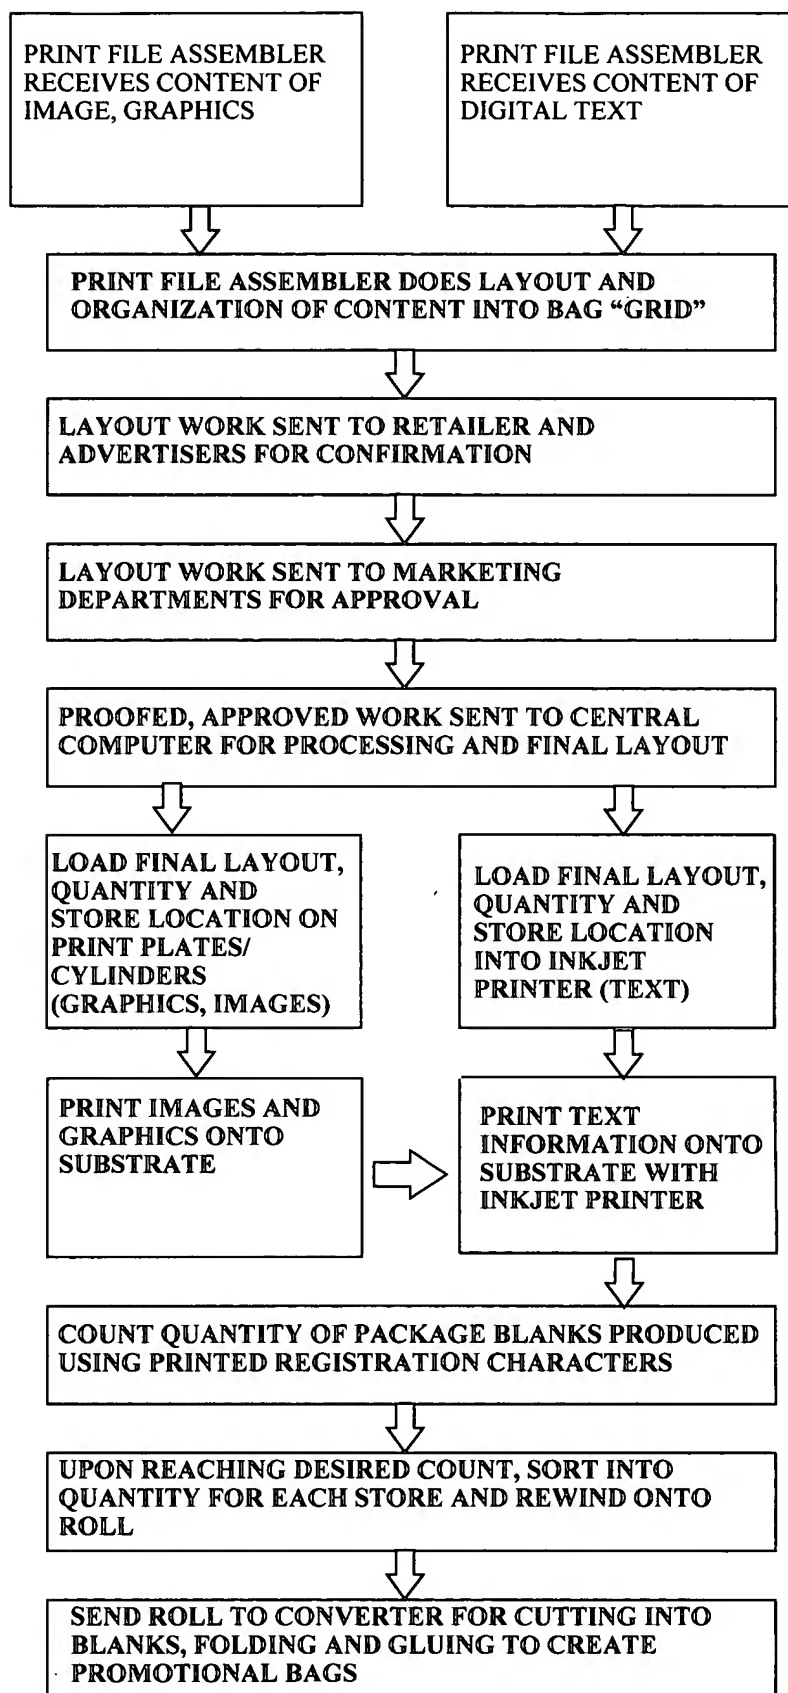 PRINT FILE ASSEMBLER
RECEIVES CONTENT OF
IMAGE, GRAPHICS
PRINT FILE ASSEMBLER
RECEIVES CONTENT OF
DIGITAL TEXT
PRINT FILE ASSEMBLER DOES LAYOUT AND
ORGANIZATION OF CONTENT INTO BAG “GRID”
LAYOUT WORK SENT TO RETAILER AND
ADVERTISERS FOR CONFIRMATION
LAYOUT WORK SENT TO MARKETING
DEPARTMENTS FOR APPROVAL
PROOFED, APPROVED WORK SENT TO CENTRAL
COMPUTER FOR PROCESSING AND FINAL LAYOUT
LOAD FINAL LAYOUT,
QUANTITY AND
STORE LOCATION ON
PRINT PLATES/
CYLINDERS
(GRAPHICS, IMAGES)
LOAD FINAL LAYOUT,
QUANTITY AND
STORE LOCATION
INTO INKJET
PRINTER (TEXT)
PRINT IMAGES AND
GRAPHICS ONTO
SUBSTRATE
PRINT TEXT
INFORMATION ONTO
SUBSTRATE WITH
INKJET PRINTER
COUNT QUANTITY OF PACKAGE BLANKS PRODUCED
USING PRINTED REGISTRATION CHARACTERS
UPON REACHING DESIRED COUNT, SORT INTO
QUANTITY FOR EACH STORE AND REWIND ONTO
ROLL
SEND ROLL TO CONVERTER FOR CUTTING INTO
BLANKS, FOLDING AND GLUING TO CREATE
PROMOTIONAL BAGS